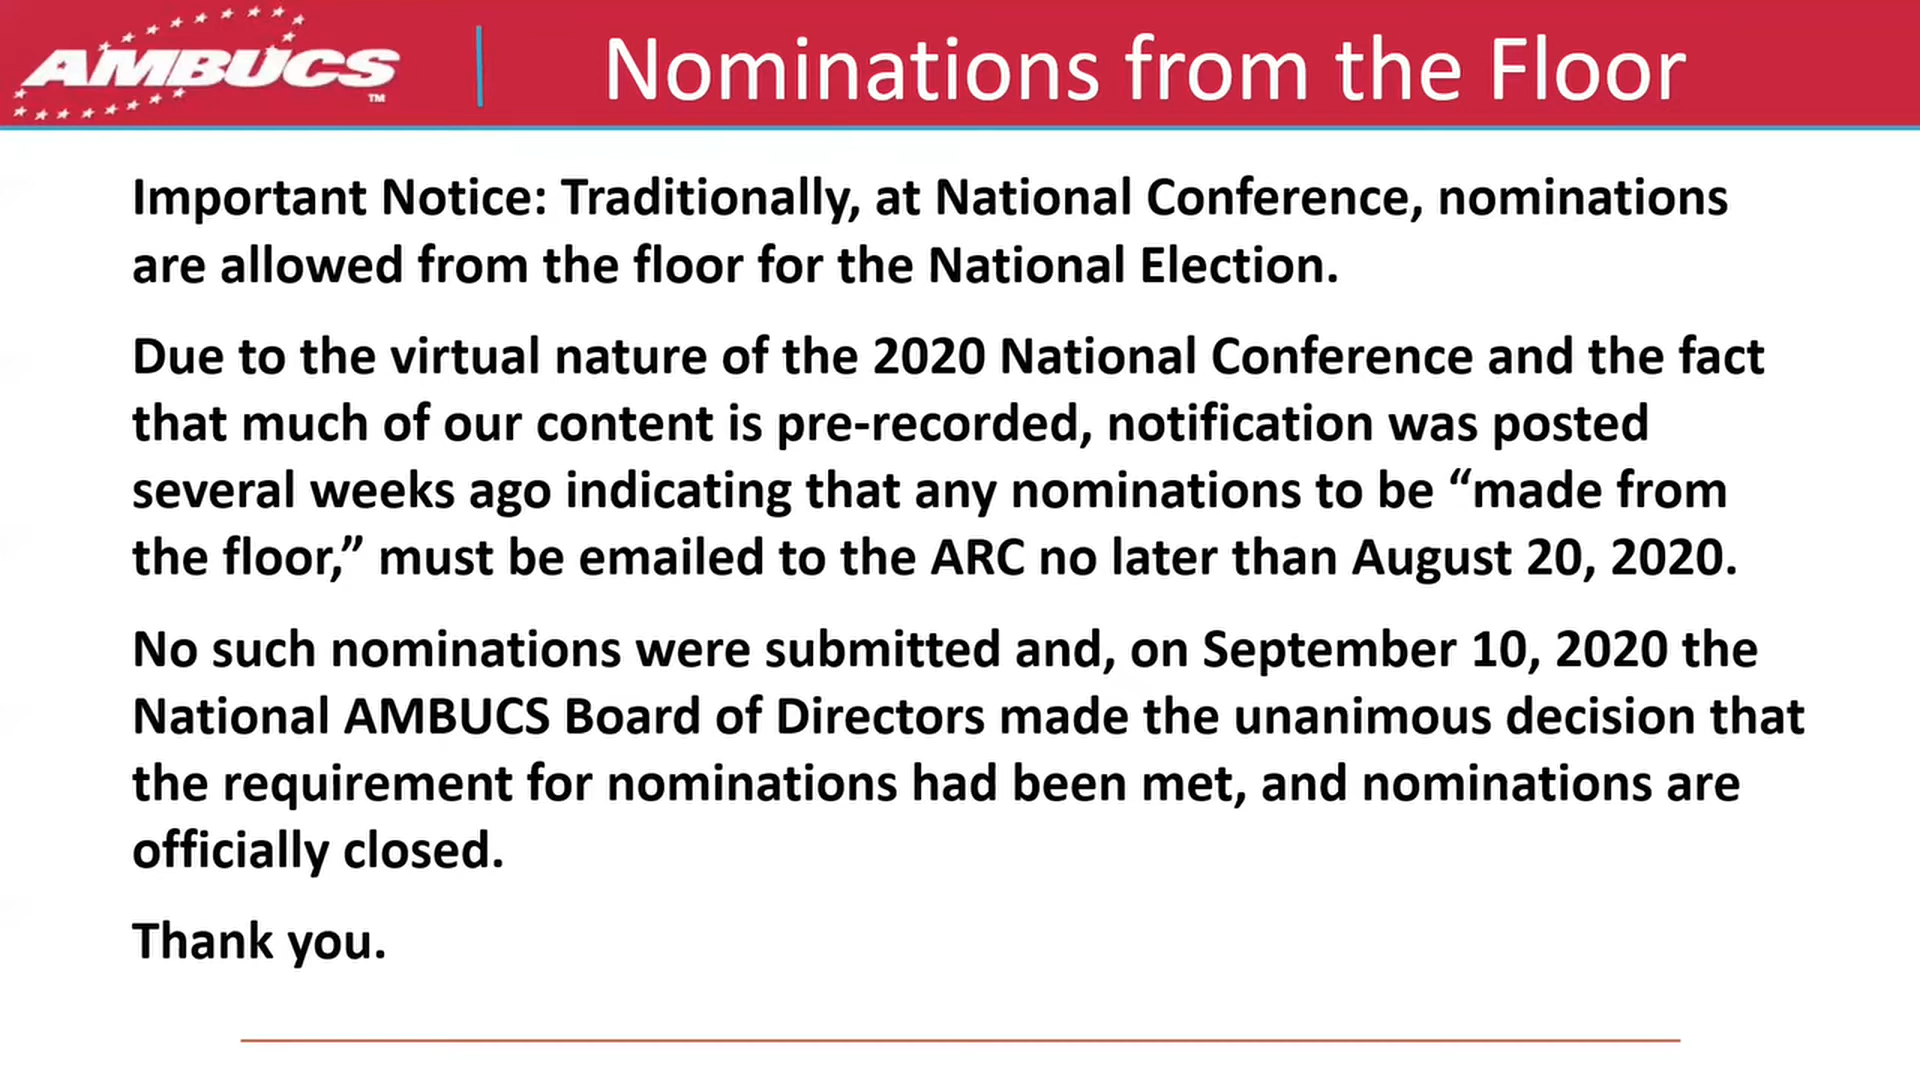 AMBUCS
TM
Nominations from the Floor
Important Notice: Traditionally, at National Conference, nominations
are allowed from the floor for the National Election.
Due to the virtual nature of the 2020 National Conference and the fact
that much of our content is pre-recorded, notification was posted
several weeks ago indicating that any nominations to be “made from
the floor,” must be emailed to the ARC no later than August 20, 2020.
No such nominations were submitted and, on September 10, 2020 the
National AMBUCS Board of Directors made the unanimous decision that
the requirement for nominations had been met, and nominations are
officially closed.
Thank you.